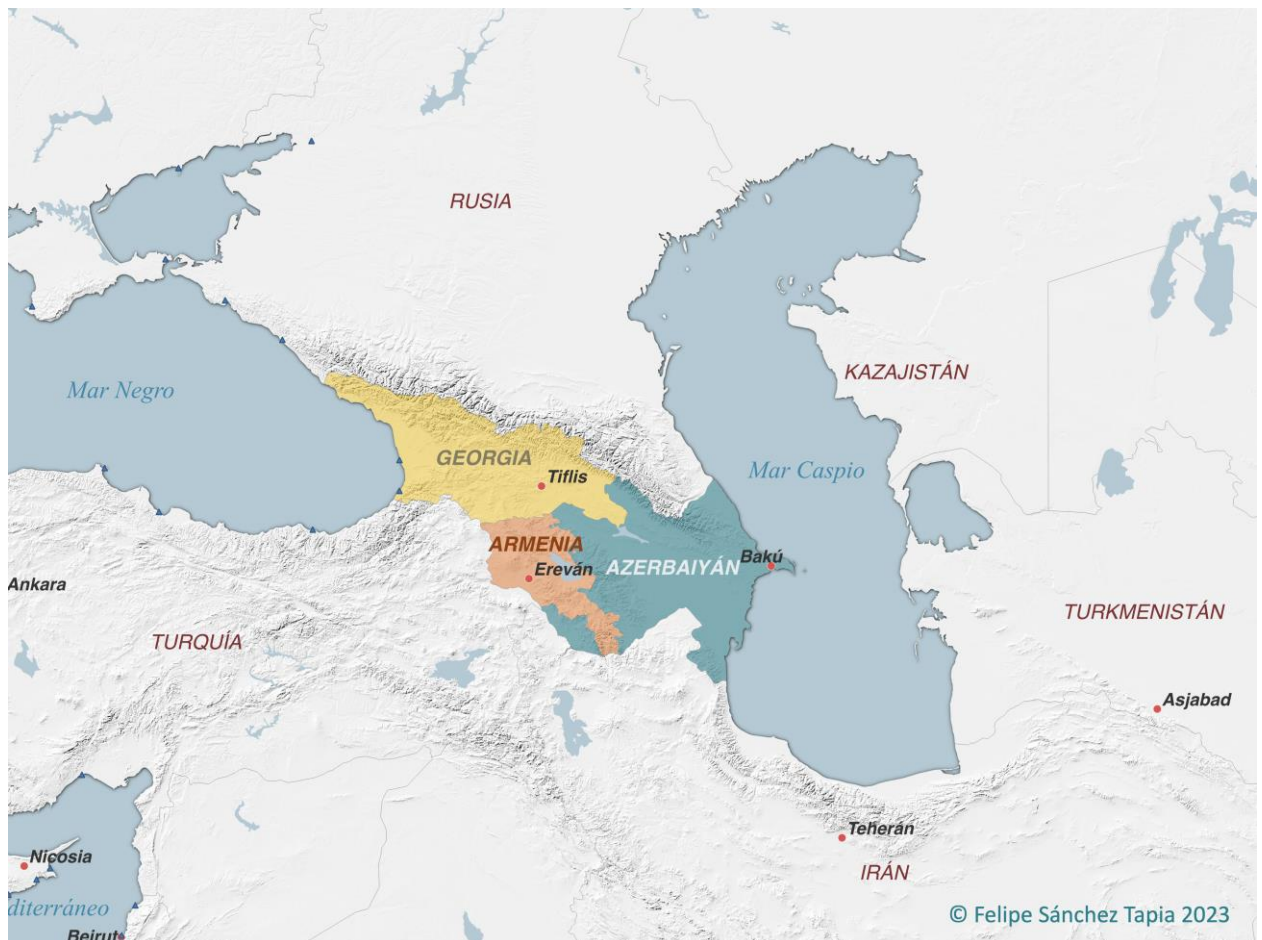 RUSIA
KAZAJISTÁN
Mar Negro
GEORGIA
Mar Caspio
Tiflis
ARMENIA
Bakú
AZERBAIYÁN
Ereván
Ankara
TURKMENISTÁN
TURQUÍA
Asjabad
Teherán
Nicosia
IRÁN
diterráneo
© Felipe Sánchez Tapia 2023
Beirut